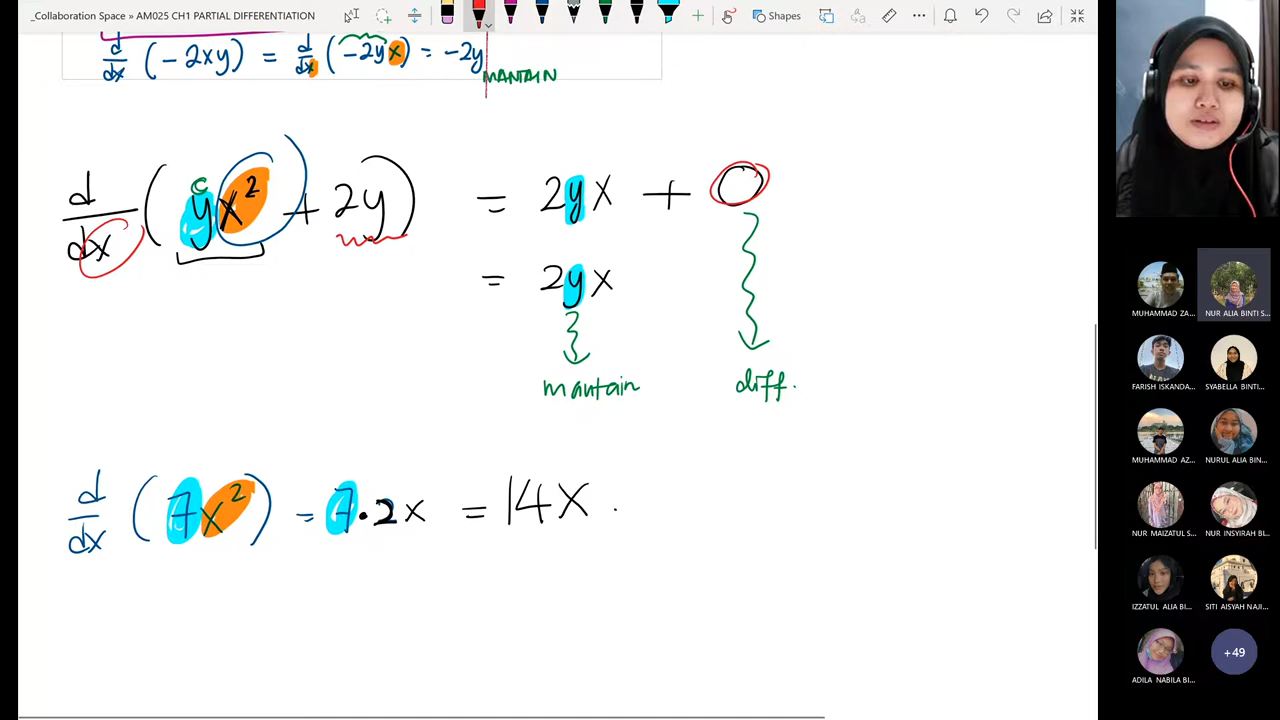 _Collaboration Space » AM025 CH1 PARTIAL DIFFERENTIATION
Shapes
d/dx (-2xy) = d/dx (-2yx) = -2y
MANTAIN
c
d/dx (yx² + 2y) = 2yx + 0
= 2yx
mantain
diff.
d/dx (7x²) = 7·2x = 14x.
MUHAMMAD ZA...
NUR ALIA BINTI S...
FARISH ISKANDA...
SYABELLA BINTI...
MUHAMMAD AZ...
NURUL ALIA BIN...
NUR MAIZATUL S...
NUR INSYIRAH BI...
IZZATUL ALIA BI...
SITI AISYAH NAJI...
ADILA NABILA BI...
+49